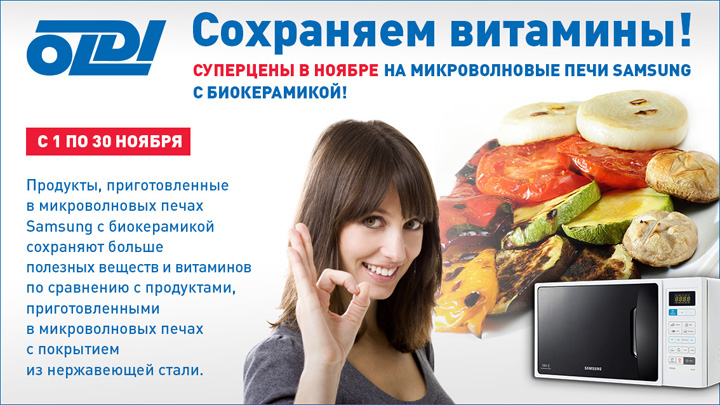 OLDI
Сохраняем витамины!
СУПЕРЦЕНЫ В НОЯБРЕ НА МИКРОВОЛНОВЫЕ ПЕЧИ SAMSUNG
С БИОКЕРАМИКОЙ!
С 1 ПО 30 НОЯБРЯ
Продукты, приготовленные
в микроволновых печах
Samsung с биокерамикой
сохраняют больше
полезных веществ и витаминов
по сравнению с продуктами,
приготовленными
в микроволновых печах
с покрытием
из нержавеющей стали.
SAMSUNG